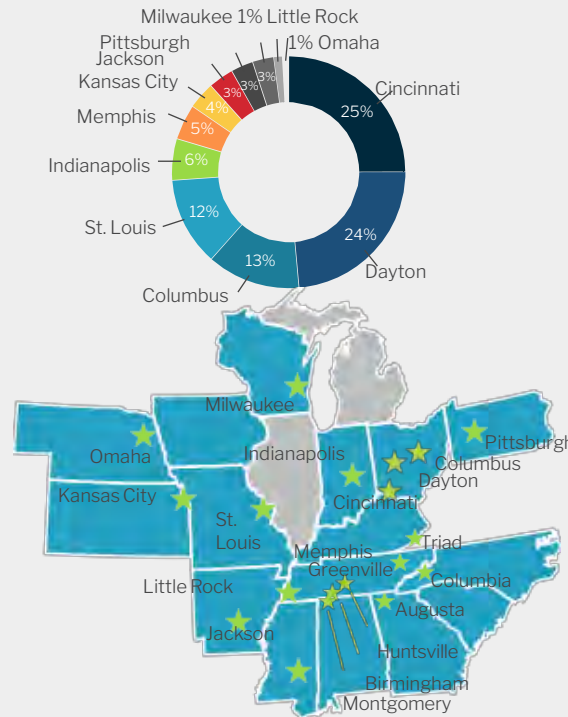 Milwaukee 1% Little Rock
Pittsburgh
1% Omaha
Jackson
Kansas City
Cincinnati
3%
3%
3%
4%
25%
Memphis
5%
Indianapolis
6%
St. Louis
12%
24%
13%
Dayton
Columbus
Milwaukee
Omaha
Indianapolis
Pittsburgh
Columbus
Dayton
Kansas City
Cincinnati
St.
Louis
Triad
Memphis
Greenville
Little Rock
Columbia
Augusta
Jackson
Huntsville
Birmingham
Montgomery